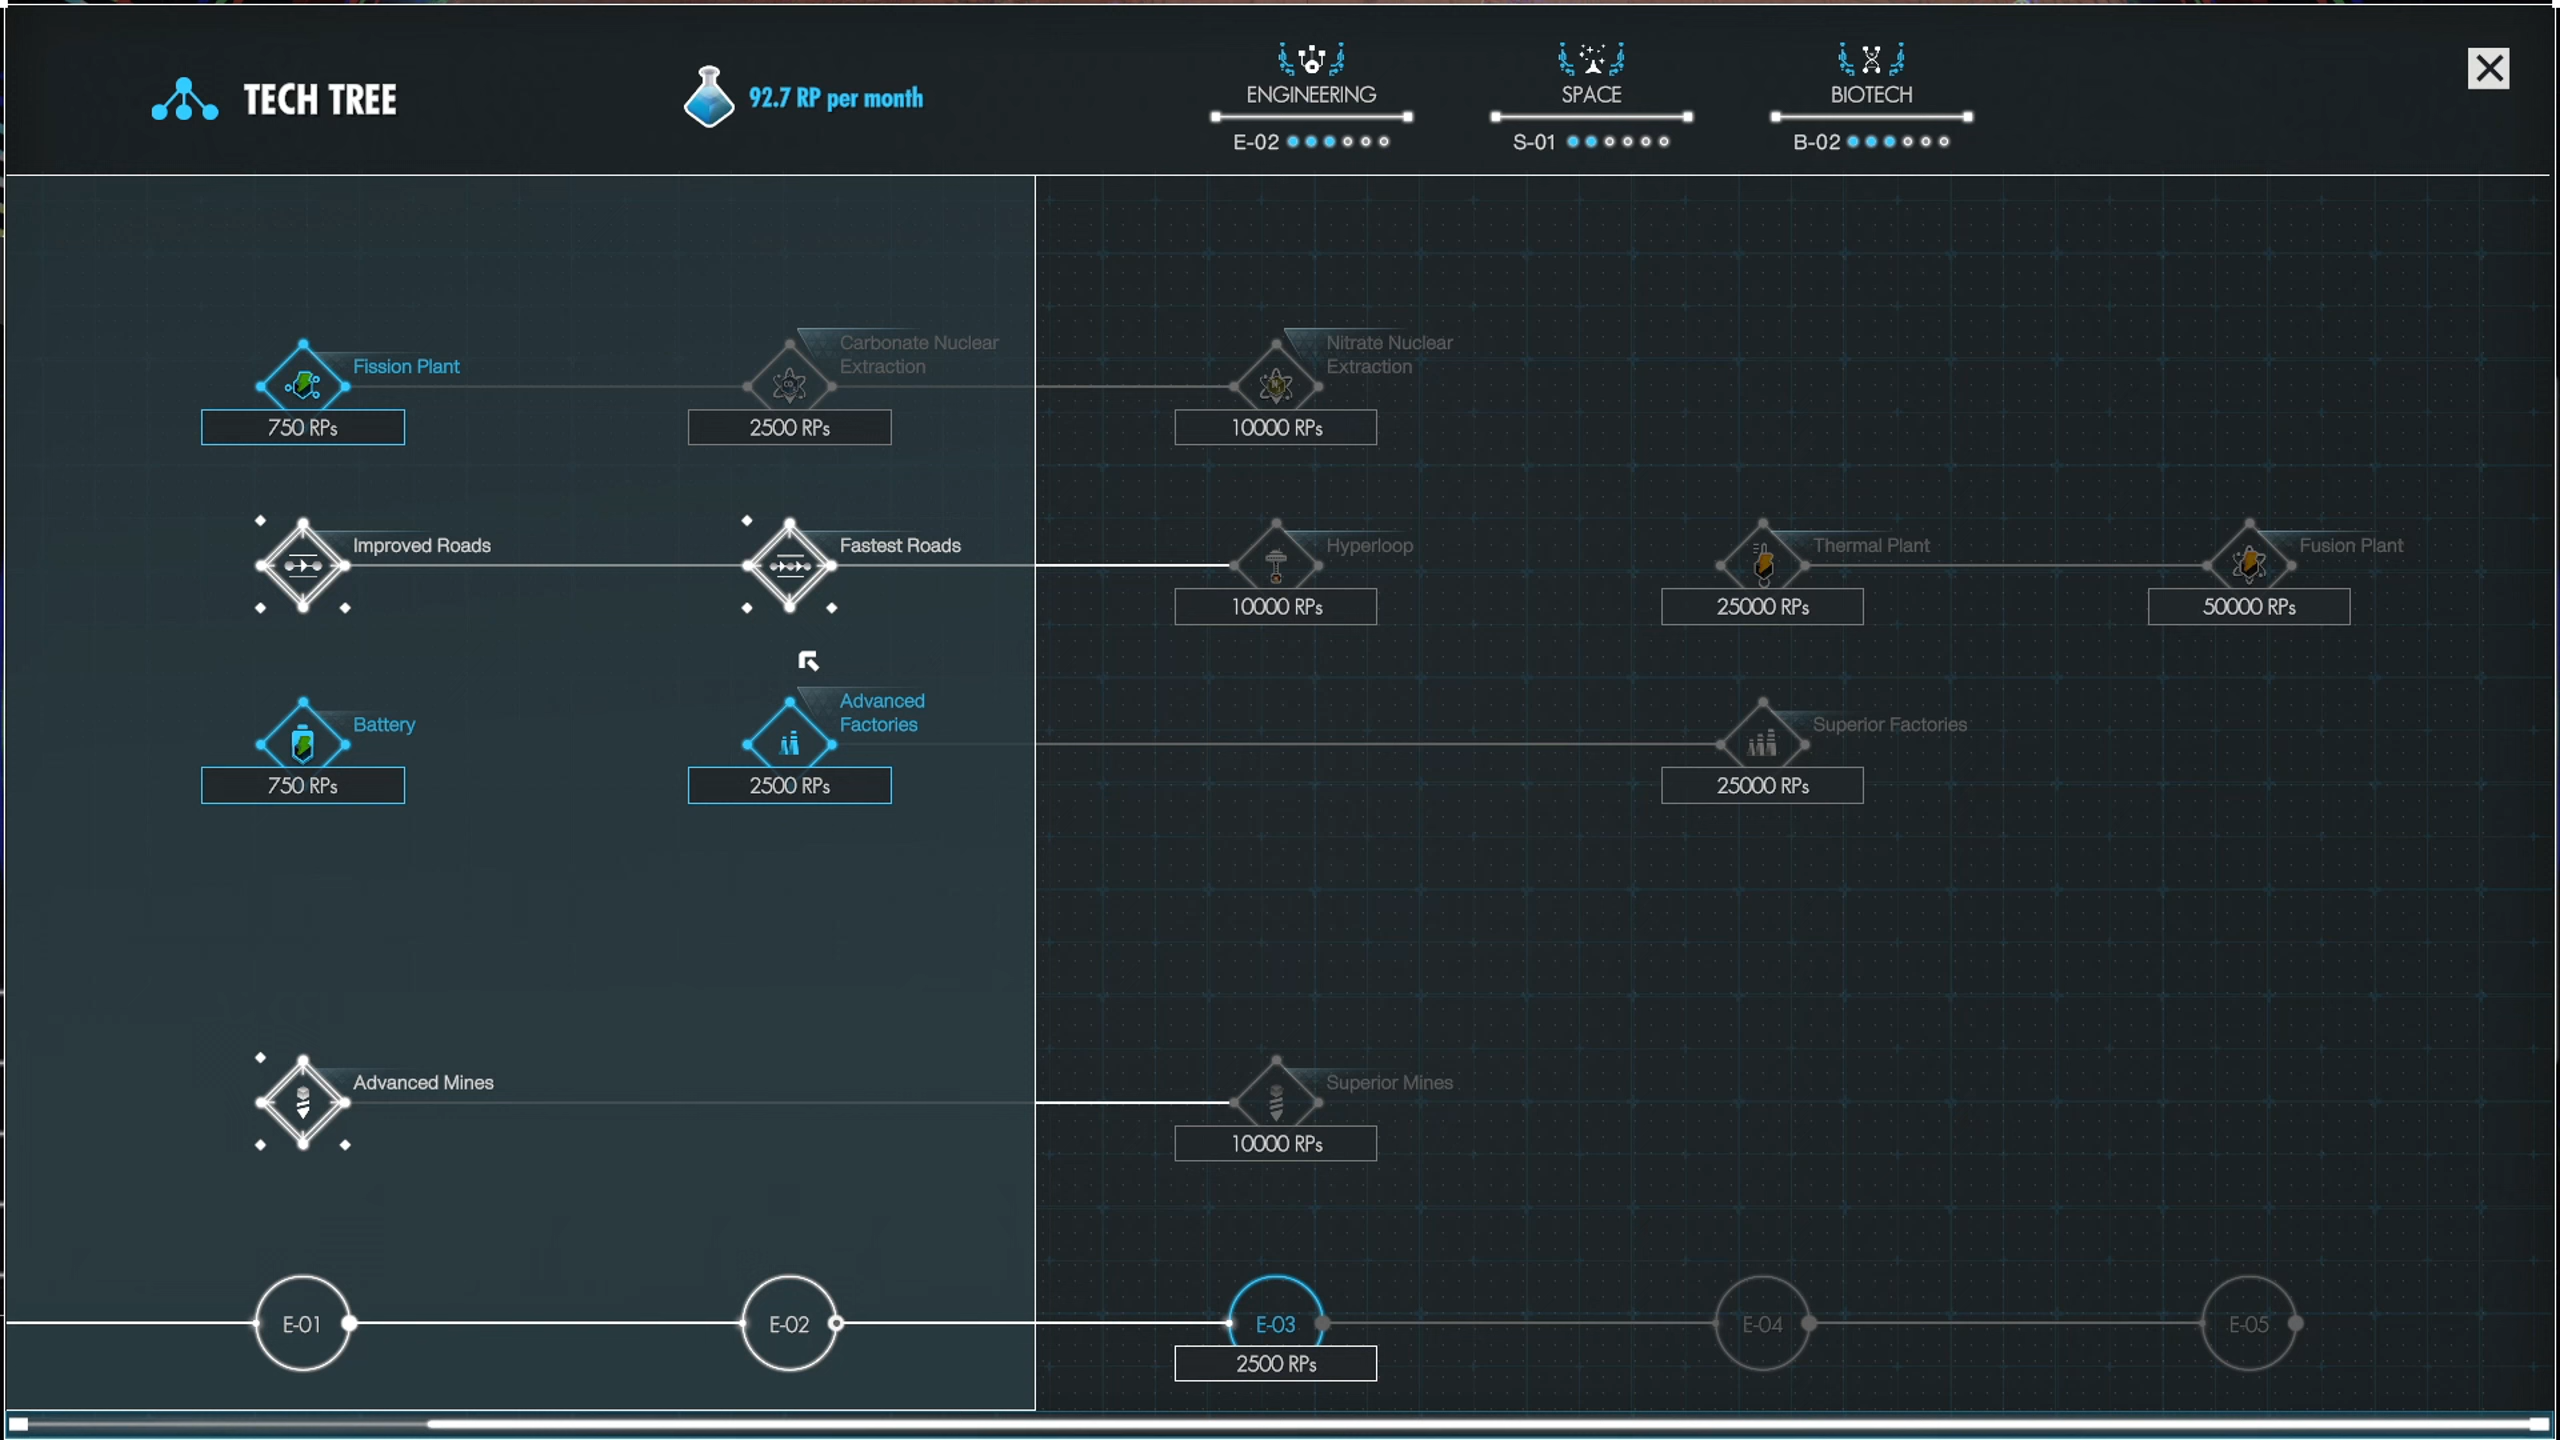 TECH TREE
92.7 RP per month
ENGINEERING
E-02
SPACE
S-01
BIOTECH
B-02
Fission Plant
750 RPs
Carbonate Nuclear
Extraction
2500 RPs
Nitrate Nuclear
Extraction
10000 RPs
Improved Roads
Fastest Roads
Hyperloop
10000 RPs
Thermal Plant
25000 RPs
Fusion Plant
50000 RPs
Battery
750 RPs
Advanced
Factories
2500 RPs
Superior Factories
25000 RPs
Advanced Mines
Superior Mines
10000 RPs
E-01
E-02
E-03
2500 RPs
E-04
E-05